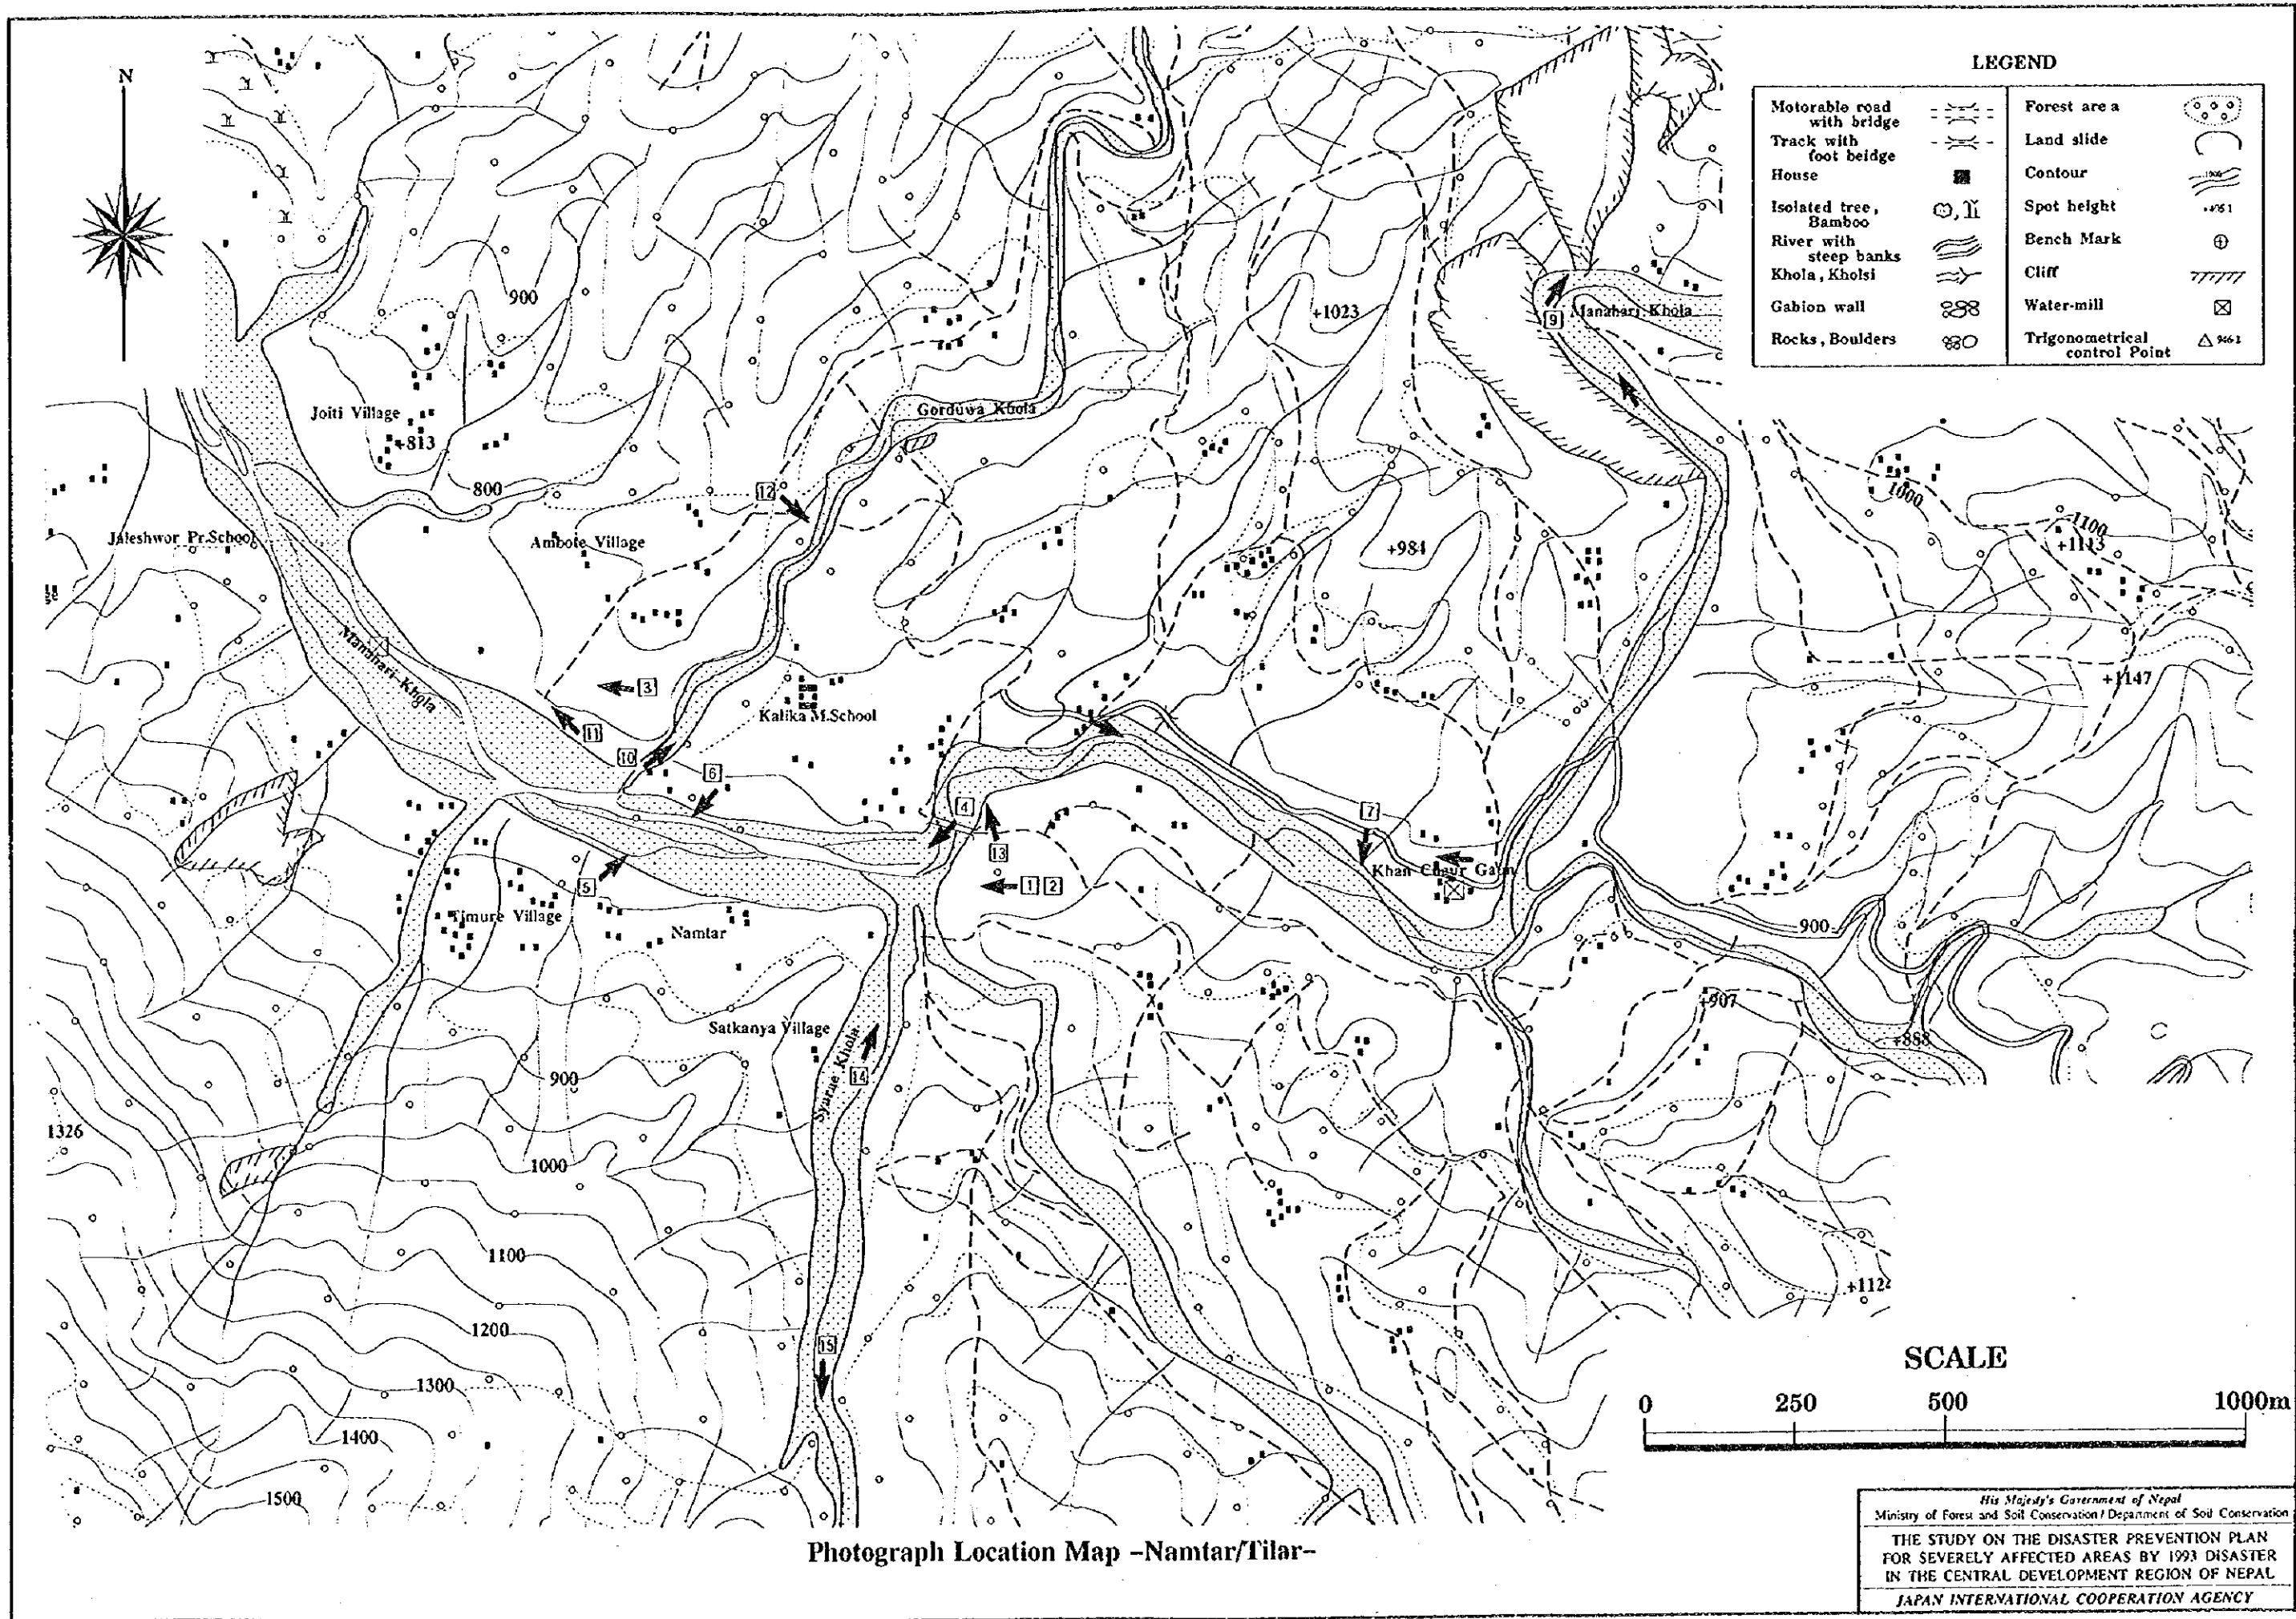 N
LEGEND
Motorable road
with bridge
Track with
foot beidge
House
Isolated tree,
Bamboo
River with
steep banks
Khola, Kholsi
Gabion wall
Rocks, Boulders
Forest area
Land slide
Contour
Spot height
Bench Mark
Cliff
Water-mill
Trigonometrical
control Point
900
+1023
9
Manahari Khola
Joiti Village
+813
Gorduwa Khola
800
12
1000
1100
+1113
Jaleshwor Pr.School
Ambote Village
+984
Manahari Khola
3
+1147
Kalika M.School
11
10
6
4
7
13
Khan Chaur Gaun
5
1 2
Timure Village
Namtar
900
+907
Satkanya Village
+888
Syarse Khola
14
900
1326
1000
1100
+112
1200
15
SCALE
1300
0 250 500 1000m
1400
1500
Photograph Location Map -Namtar/Tilar-
His Majesty's Government of Nepal
Ministry of Forest and Soil Conservation/Department of Soil Conservation
THE STUDY ON THE DISASTER PREVENTION PLAN
FOR SEVERELY AFFECTED AREAS BY 1993 DISASTER
IN THE CENTRAL DEVELOPMENT REGION OF NEPAL
JAPAN INTERNATIONAL COOPERATION AGENCY